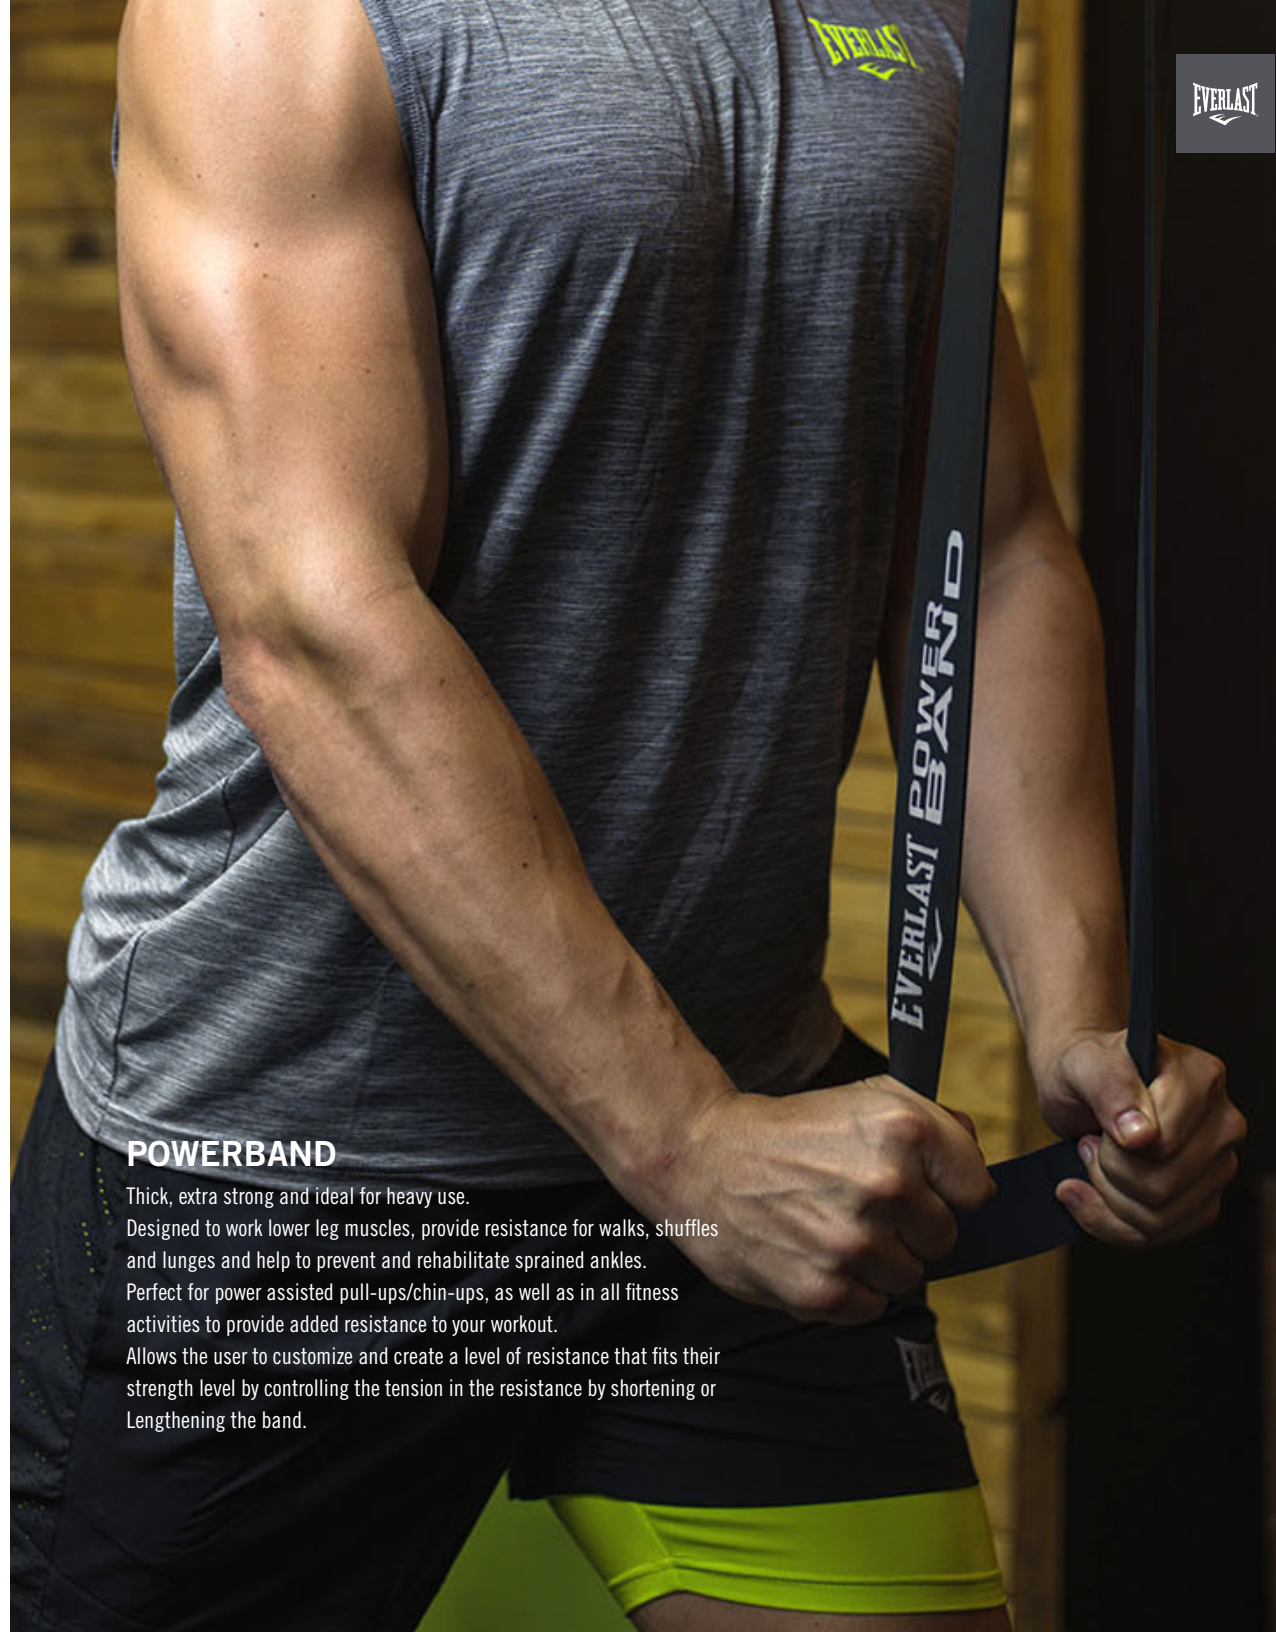 EVERLAST
EVERLAST
EVERLAST POWER
BAND
POWERBAND
Thick, extra strong and ideal for heavy use.
Designed to work lower leg muscles, provide resistance for walks, shuffles
and lunges and help to prevent and rehabilitate sprained ankles.
Perfect for power assisted pull-ups/chin-ups, as well as in all fitness
activities to provide added resistance to your workout.
Allows the user to customize and create a level of resistance that fits their
strength level by controlling the tension in the resistance by shortening or
Lengthening the band.